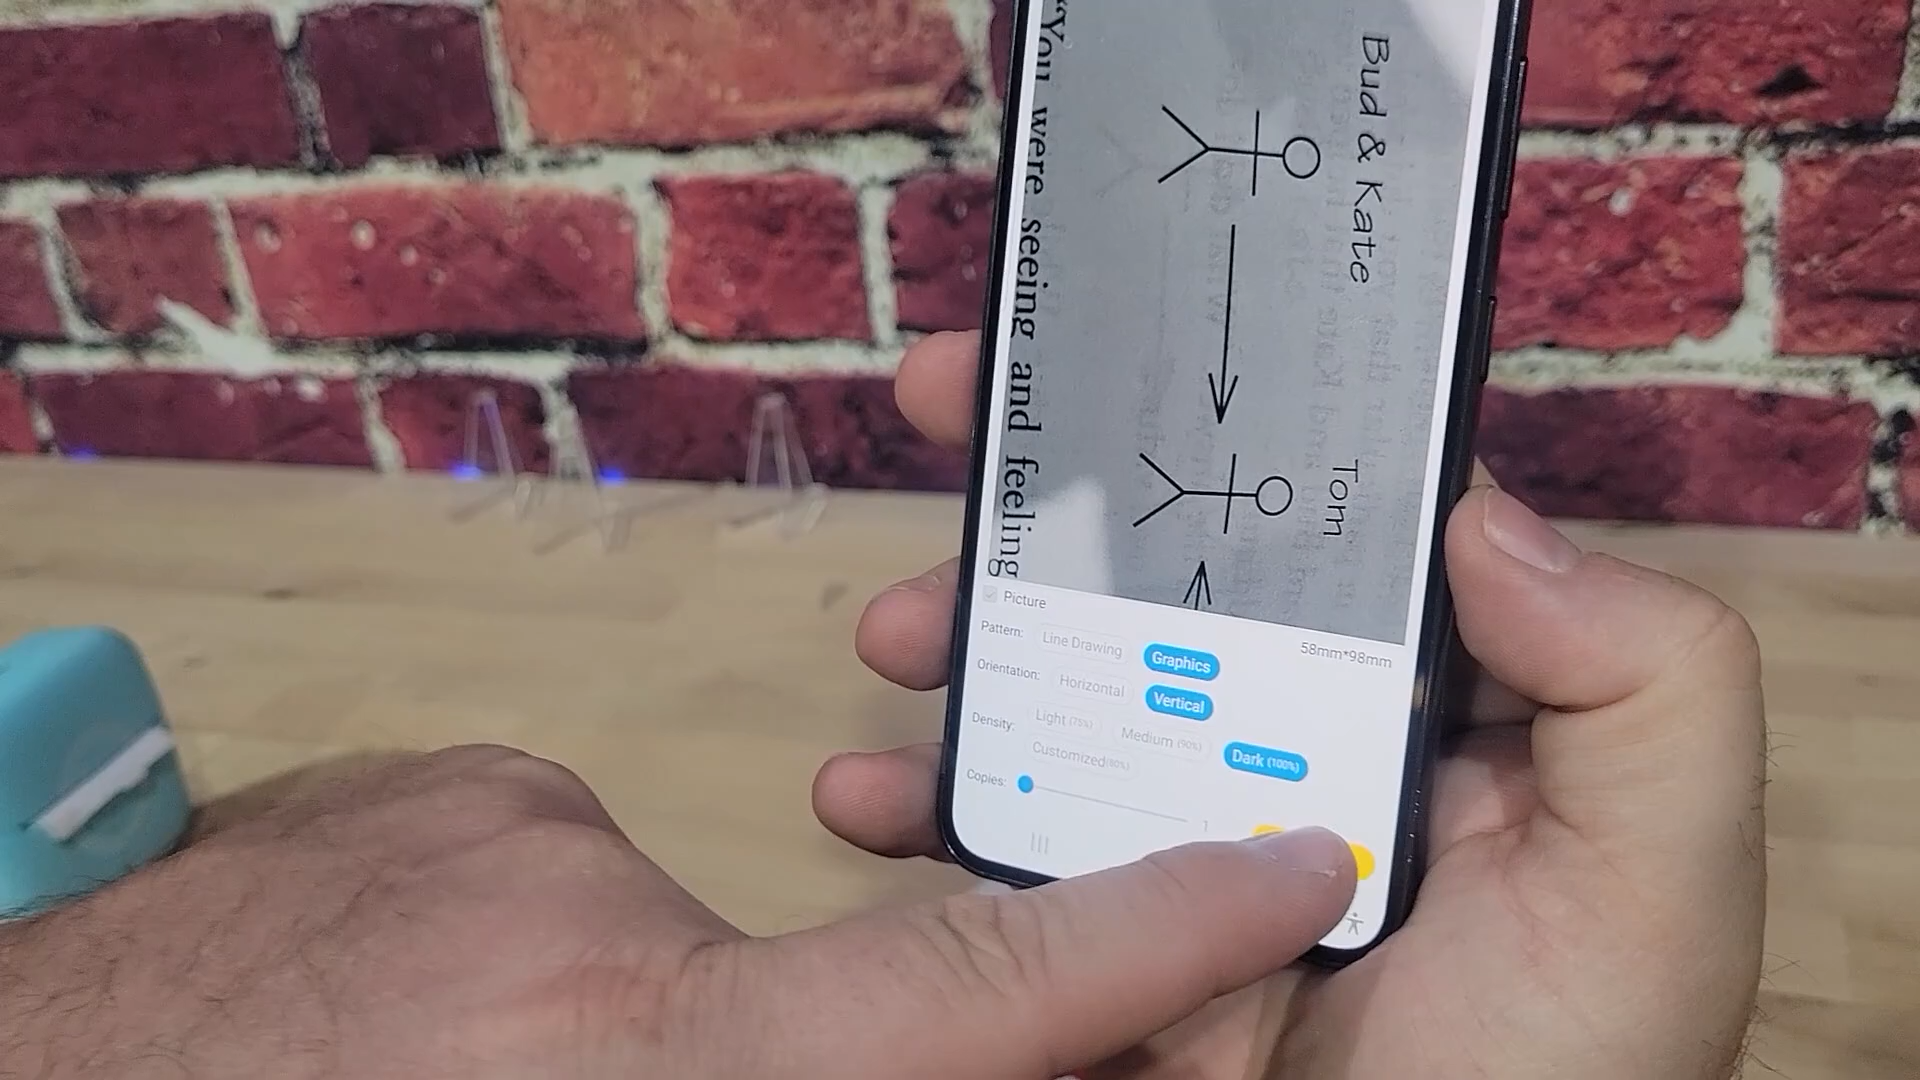 Bud & Kate
Tom
“You were seeing and feeling
Picture
58mm*98mm
Pattern: Line Drawing Graphics
Orientation: Horizontal Vertical
Density: Light (75%) Medium (90%) Dark (100%)
Customized(80%)
Copies: 1